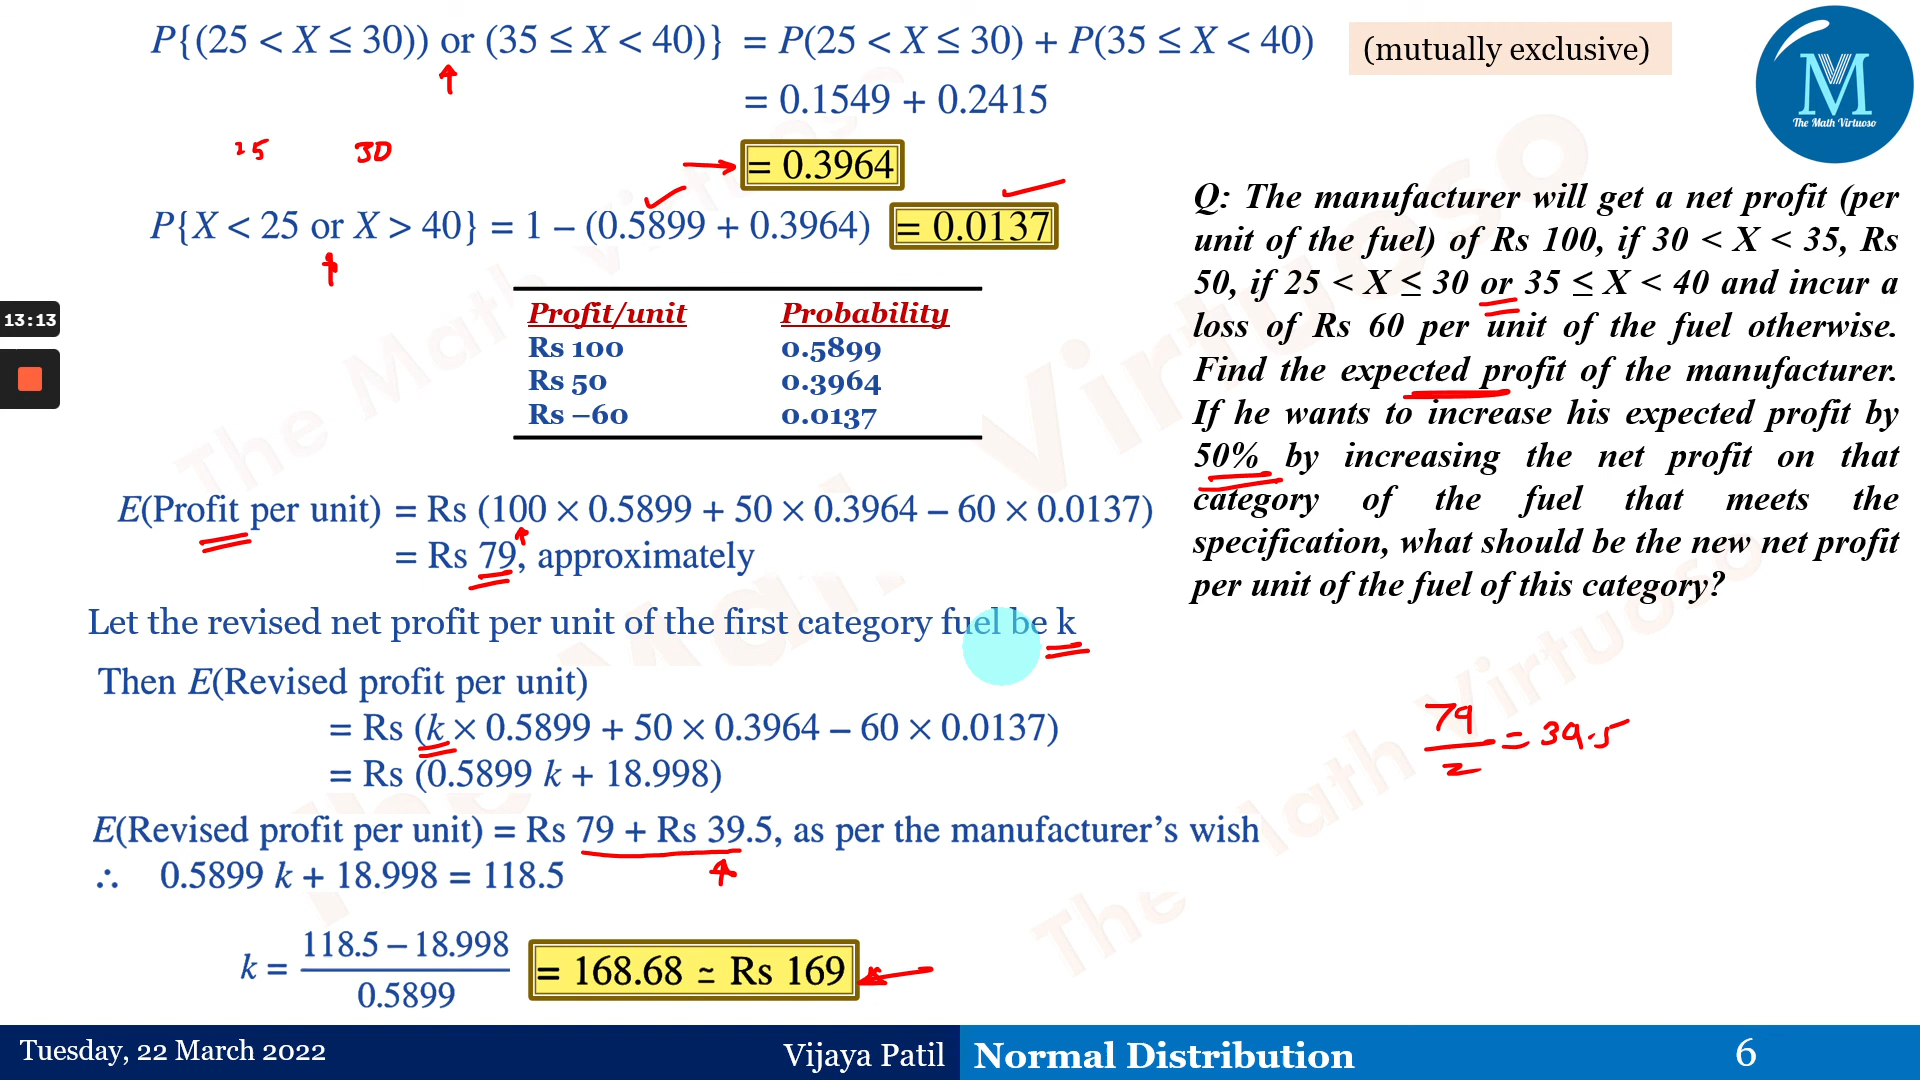 P{(25 < X ≤ 30)) or (35 ≤ X < 40)} = P(25 < X ≤ 30) + P(35 ≤ X < 40)
(mutually exclusive)
= 0.1549 + 0.2415
25 30
= 0.3964
P{X < 25 or X > 40} = 1 – (0.5899 + 0.3964) = 0.0137
13:13
Profit/unit Probability
Rs 100 0.5899
Rs 50 0.3964
Rs –60 0.0137
E(Profit per unit) = Rs (100 × 0.5899 + 50 × 0.3964 – 60 × 0.0137)
= Rs 79, approximately
Let the revised net profit per unit of the first category fuel be k
Then E(Revised profit per unit)
= Rs (k × 0.5899 + 50 × 0.3964 – 60 × 0.0137)
= Rs (0.5899 k + 18.998)
E(Revised profit per unit) = Rs 79 + Rs 39.5, as per the manufacturer's wish
∴ 0.5899 k + 18.998 = 118.5
k = 118.5 – 18.998
0.5899
= 168.68 ≃ Rs 169
M
The Math Virtuoso
Q: The manufacturer will get a net profit (per
unit of the fuel) of Rs 100, if 30 < X < 35, Rs
50, if 25 < X ≤ 30 or 35 ≤ X < 40 and incur a
loss of Rs 60 per unit of the fuel otherwise.
Find the expected profit of the manufacturer.
If he wants to increase his expected profit by
50% by increasing the net profit on that
category of the fuel that meets the
specification, what should be the new net profit
per unit of the fuel of this category?
79
2
= 39.5
The Math Virtuoso
The Math Virtuoso
The Math Virtuoso
Tuesday, 22 March 2022
Vijaya Patil
Normal Distribution
6